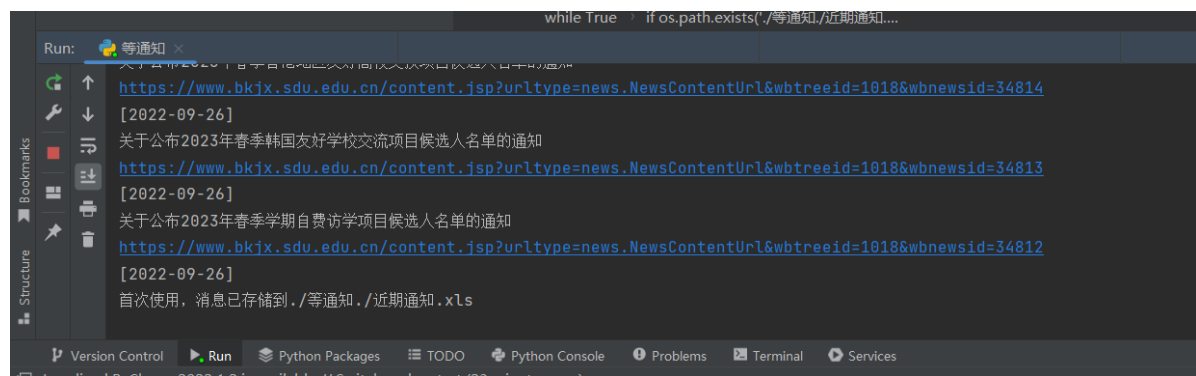 while True › if os.path.exists('./等通知./近期通知....
Run: 等通知
https://www.bkjx.sdu.edu.cn/content.jsp?urltype=news.NewsContentUrl&wbtreeid=1018&wbnewsid=34814
[2022-09-26]
关于公布2023年春季韩国友好学校交流项目候选人名单的通知
https://www.bkjx.sdu.edu.cn/content.jsp?urltype=news.NewsContentUrl&wbtreeid=1018&wbnewsid=34813
[2022-09-26]
关于公布2023年春季学期自费访学项目候选人名单的通知
https://www.bkjx.sdu.edu.cn/content.jsp?urltype=news.NewsContentUrl&wbtreeid=1018&wbnewsid=34812
[2022-09-26]
首次使用，消息已存储到./等通知./近期通知.xls
Bookmarks
Structure
Version Control Run Python Packages TODO Python Console Problems Terminal Services